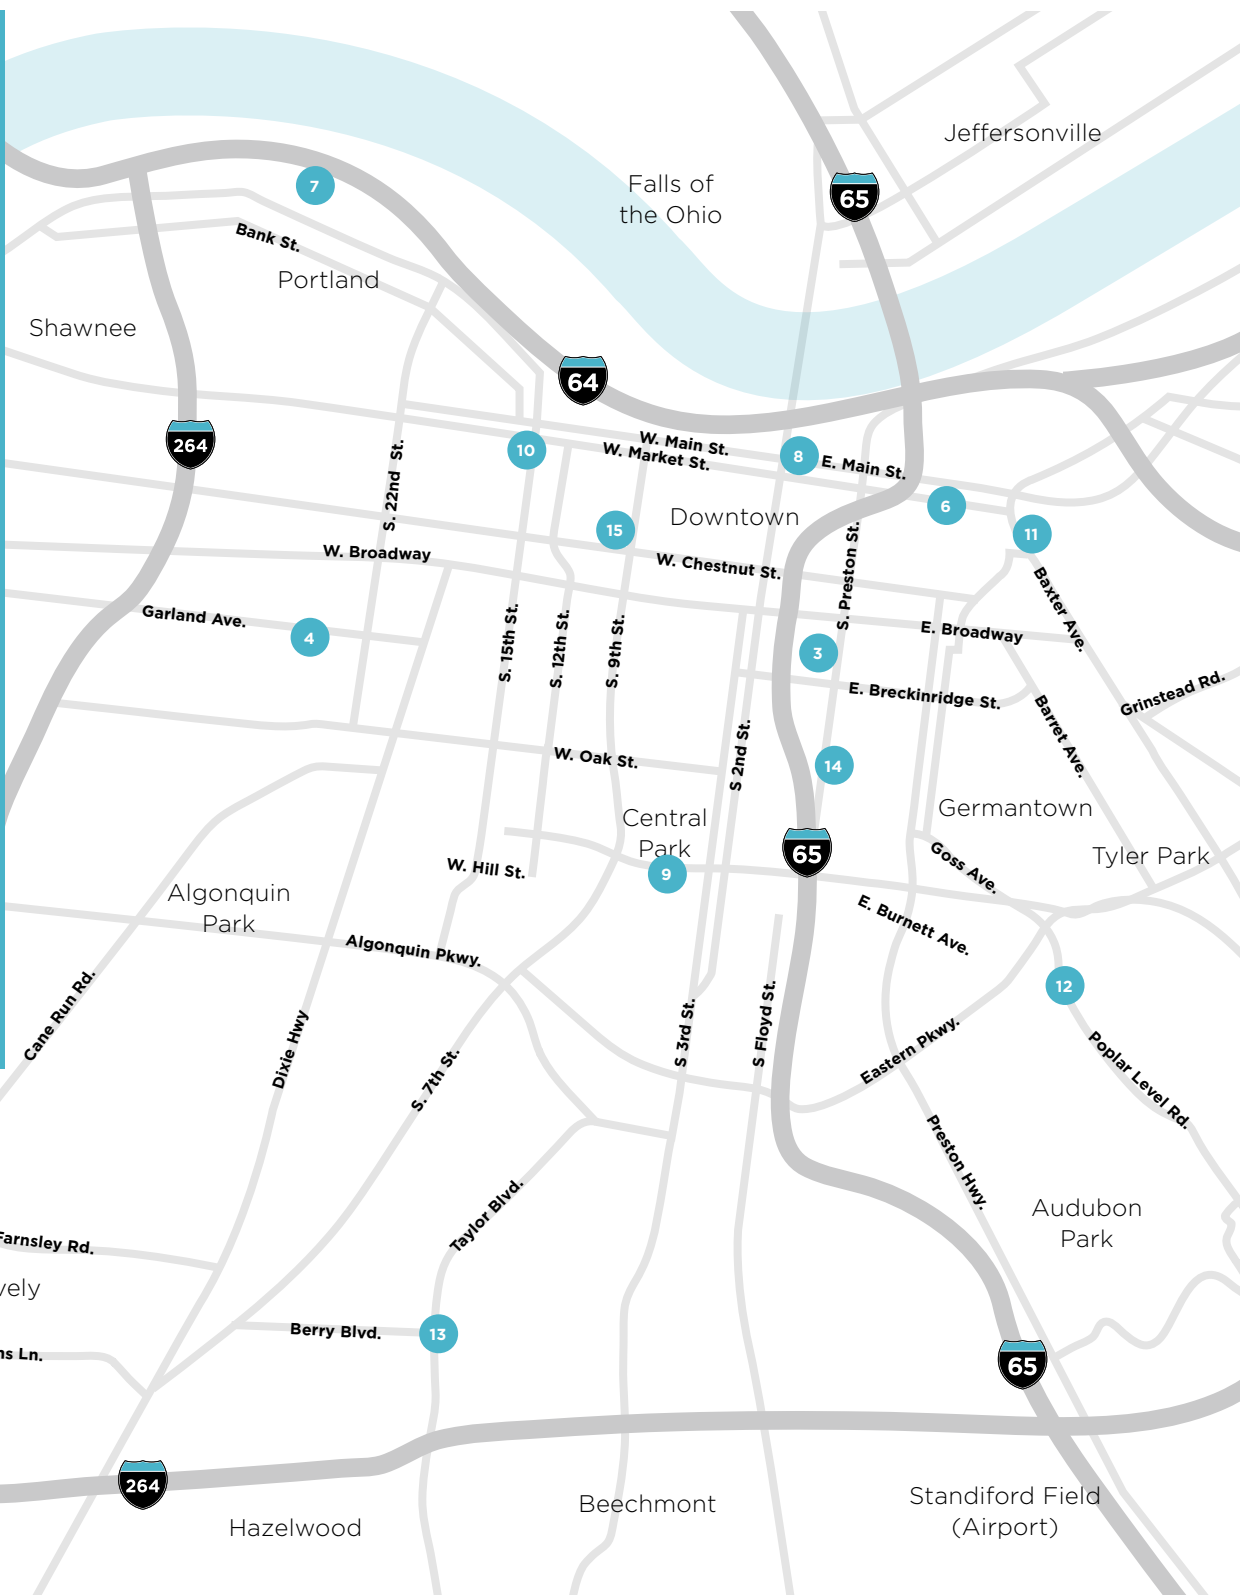 Jeffersonville
Falls of
the Ohio
7
65
Bank St.
Portland
Shawnee
64
264
S. 22nd St.
10
W. Main St.
W. Market St.
8
E. Main St.
6
15
Downtown
11
W. Broadway
W. Chestnut St.
S. Preston St.
Baxter Ave.
Garland Ave.
4
S. 15th St.
S. 12th St.
S. 9th St.
3
E. Broadway
E. Breckinridge St.
Grinstead Rd.
Barret Ave.
W. Oak St.
S 2nd St.
14
Central
Park
Germantown
65
Tyler Park
W. Hill St.
9
Goss Ave.
Algonquin
Park
E. Burnett Ave.
Algonquin Pkwy.
12
Cane Run Rd.
Dixie Hwy
S. 7th St.
S 3rd St.
S Floyd St.
Eastern Pkwy.
Poplar Level Rd.
Preston Hwy.
Taylor Blvd.
Audubon
Park
Farnsley Rd.
vely
Berry Blvd.
13
ns Ln.
65
264
Hazelwood
Beechmont
Standiford Field
(Airport)